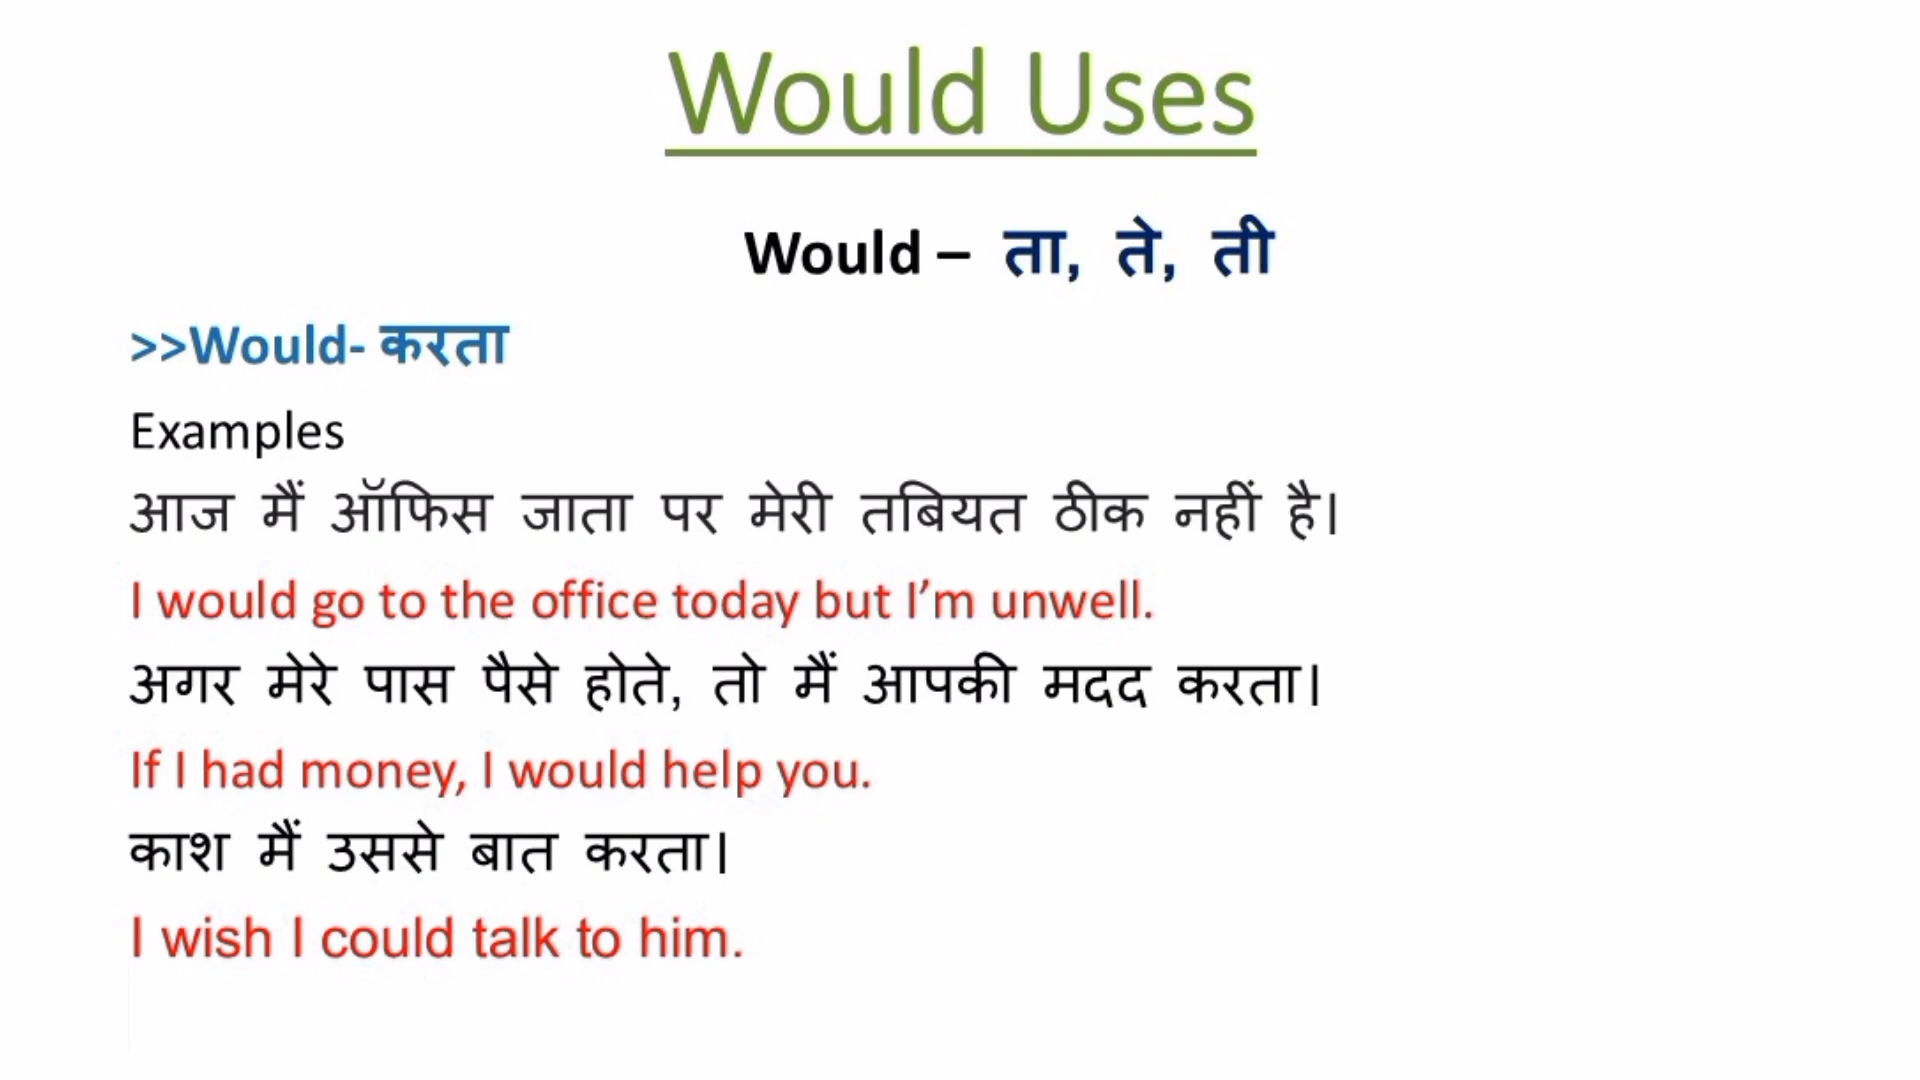 Would Uses
Would – ता, ते, ती
>>Would- करता
Examples
आज मैं ऑफिस जाता पर मेरी तबियत ठीक नहीं है।
I would go to the office today but I’m unwell.
अगर मेरे पास पैसे होते, तो मैं आपकी मदद करता।
If I had money, I would help you.
काश मैं उससे बात करता।
I wish I could talk to him.